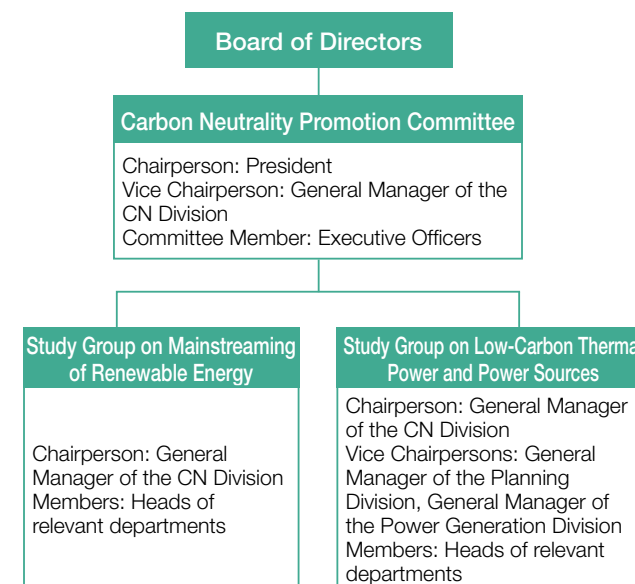 Board of Directors
Carbon Neutrality Promotion Committee
Chairperson: President
Vice Chairperson: General Manager of the
CN Division
Committee Member: Executive Officers
Study Group on Mainstreaming
of Renewable Energy
Chairperson: General
Manager of the CN Division
Members: Heads of
relevant departments
Study Group on Low-Carbon Therma
Power and Power Sources
Chairperson: General Manager
of the CN Division
Vice Chairpersons: General
Manager of the Planning
Division, General Manager of
the Power Generation Division
Members: Heads of relevant
departments